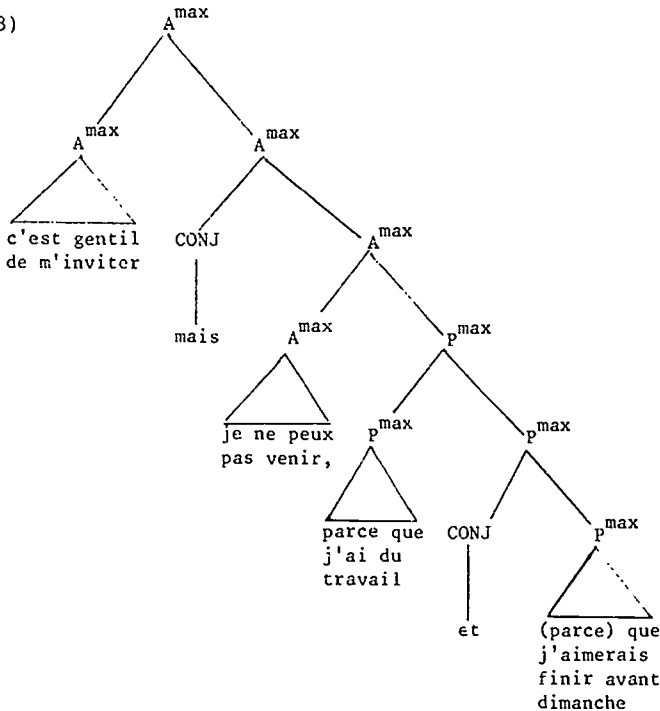 3)
A^max
A^max A^max
c'est gentil
de m'inviter
CONJ
A^max
mais
A^max
P^max
je ne peux
pas venir,
P^max
P^max
parce que
j'ai du
travail
CONJ
P^max
et
(parce) que
j'aimerais
finir avant
dimanche